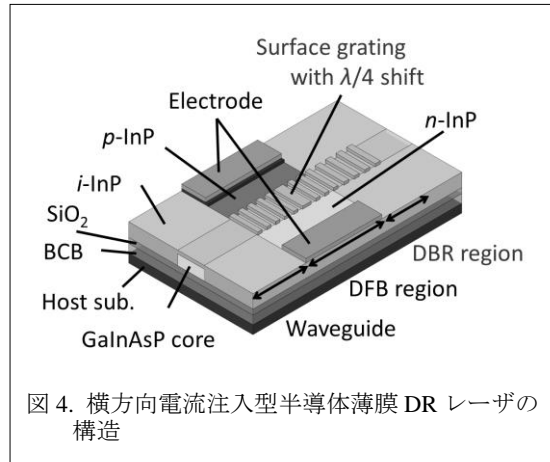 Surface grating
with λ/4 shift
Electrode
n-InP
p-InP
i-InP
SiO₂
BCB
DBR region
Host sub.
DFB region
GaInAsP core
Waveguide
図 4. 横方向電流注入型半導体薄膜 DR レーザの
構造